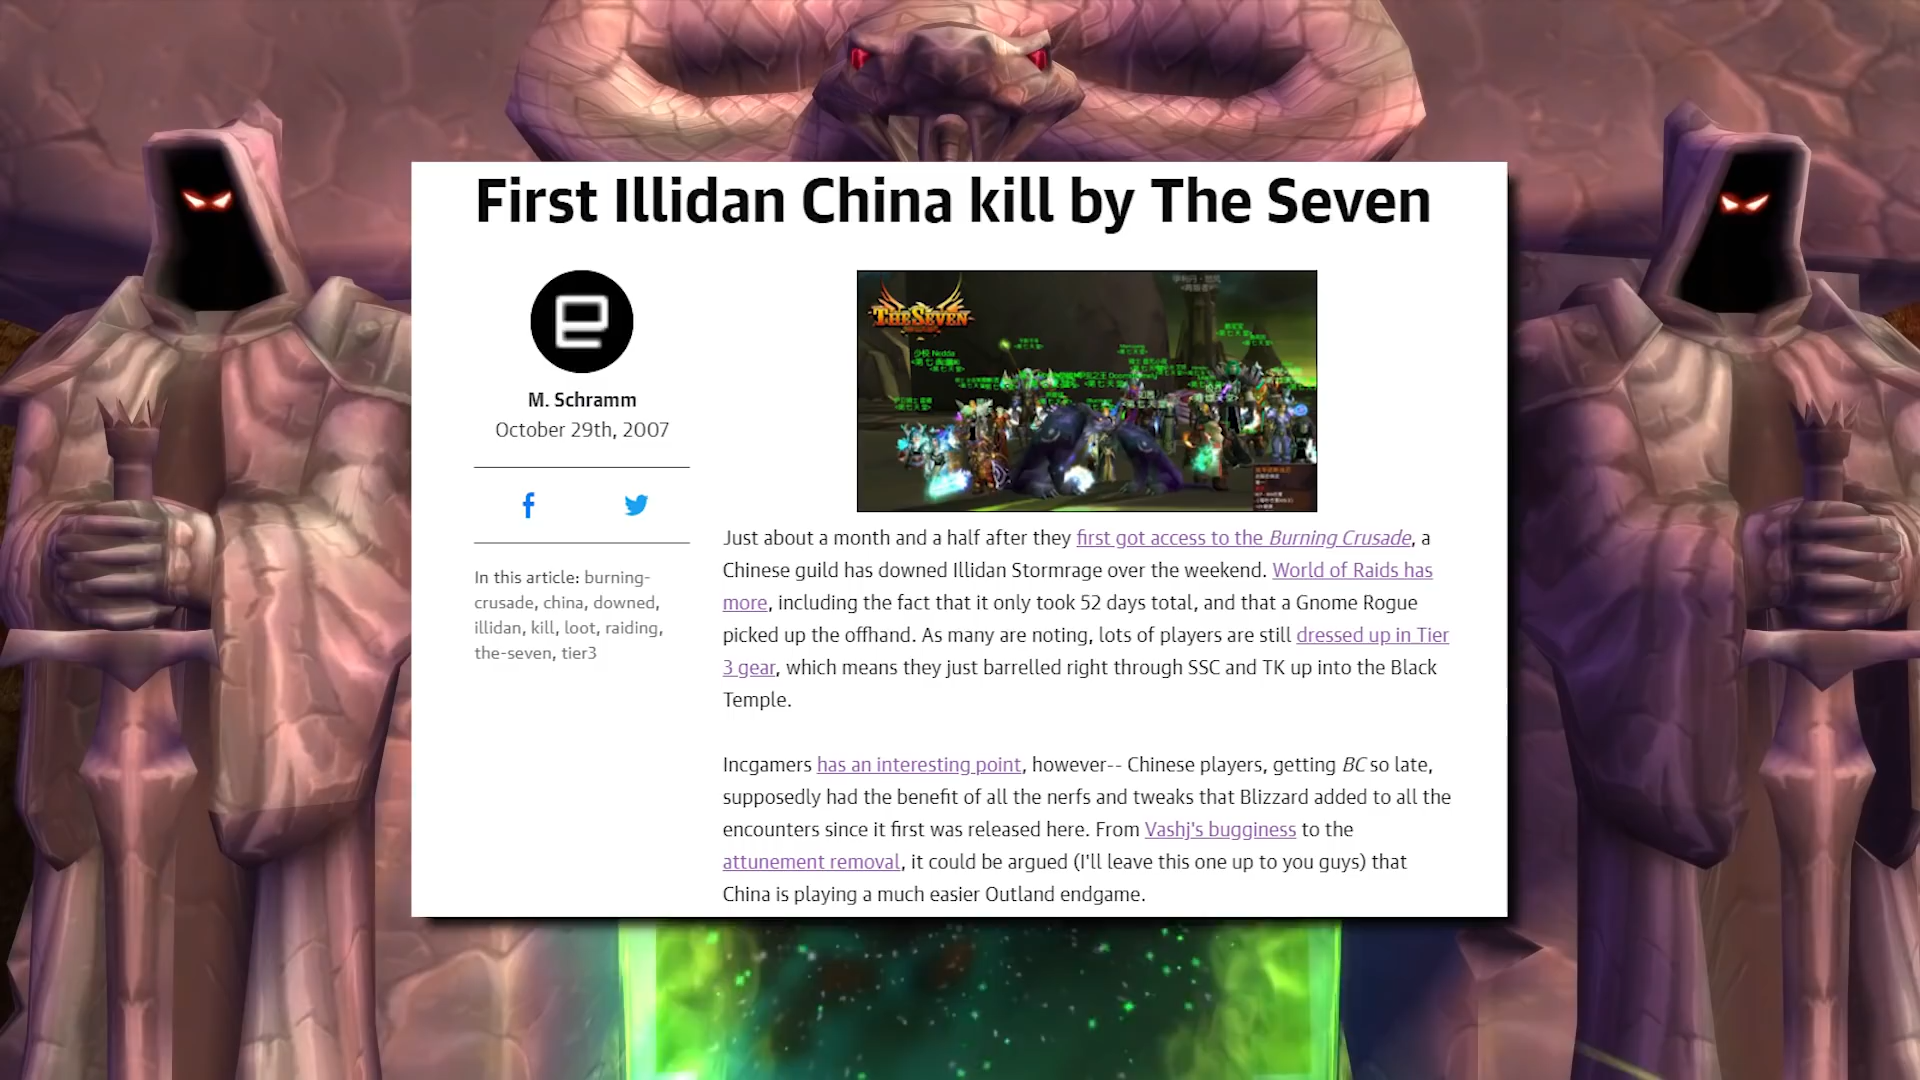 First Illidan China kill by The Seven
THE SEVEN
M. Schramm
October 29th, 2007
In this article: burning-
crusade, china, downed,
illidan, kill, loot, raiding,
the-seven, tier3
Just about a month and a half after they first got access to the Burning Crusade, a
Chinese guild has downed Illidan Stormrage over the weekend. World of Raids has
more, including the fact that it only took 52 days total, and that a Gnome Rogue
picked up the offhand. As many are noting, lots of players are still dressed up in Tier
3 gear, which means they just barrelled right through SSC and TK up into the Black
Temple.
Incgamers has an interesting point, however-- Chinese players, getting BC so late,
supposedly had the benefit of all the nerfs and tweaks that Blizzard added to all the
encounters since it first was released here. From Vashj's bugginess to the
attunement removal, it could be argued (I'll leave this one up to you guys) that
China is playing a much easier Outland endgame.